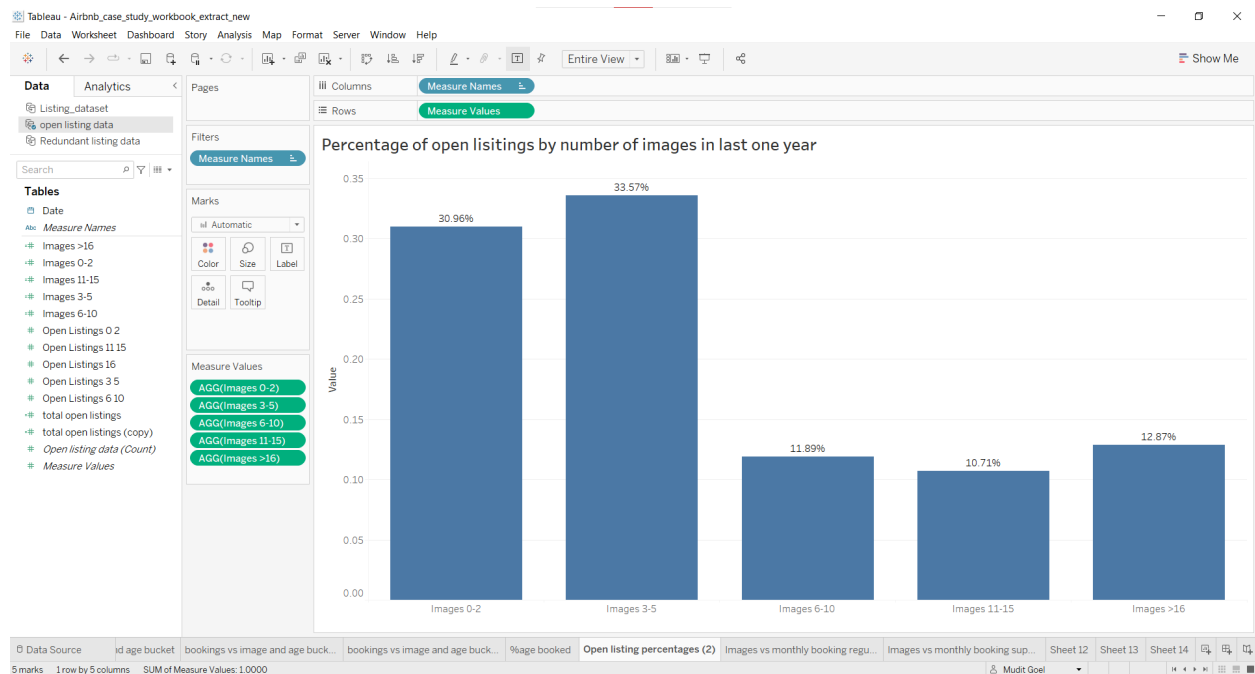 Tableau - Airbnb_case_study_workbook_extract_new
File Data Worksheet Dashboard Story Analysis Map Format Server Window Help
Entire View
Show Me
Data Analytics
Listing_dataset
open listing data
Redundant listing data
Search
Tables
Date
Abc Measure Names
Images >16
Images 0-2
Images 11-15
Images 3-5
Images 6-10
Open Listings 0 2
Open Listings 11 15
Open Listings 16
Open Listings 3 5
Open Listings 6 10
total open listings
total open listings (copy)
Open listing data (Count)
Measure Values
Pages
Filters
Measure Names
Marks
Automatic
Color Size Label
Detail Tooltip
Measure Values
AGG(Images 0-2)
AGG(Images 3-5)
AGG(Images 6-10)
AGG(Images 11-15)
AGG(Images >16)
Columns Measure Names
Rows Measure Values
Percentage of open lisitings by number of images in last one year
Value
0.35
0.30
0.25
0.20
0.15
0.10
0.05
0.00
30.96%
33.57%
11.89%
10.71%
12.87%
Images 0-2 Images 3-5 Images 6-10 Images 11-15 Images >16
Data Source id age bucket bookings vs image and age buck... bookings vs image and age buck... %age booked Open listing percentages (2) Images vs monthly booking regu... Images vs monthly booking sup... Sheet 12 Sheet 13 Sheet 14
5 marks 1 row by 5 columns SUM of Measure Values: 1.0000 Mudit Goel